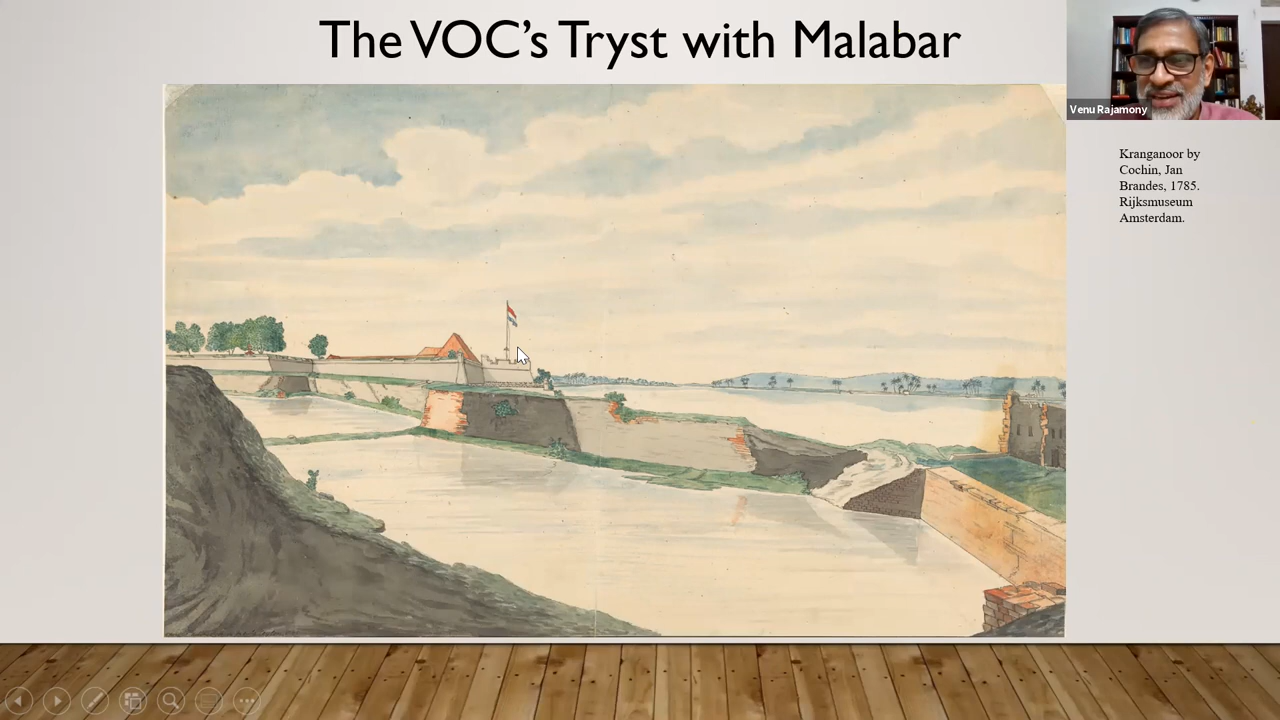 The VOC's Tryst with Malabar
Venu Rajamony
Kranganoor by
Cochin, Jan
Brandes, 1785.
Rijksmuseum
Amsterdam.